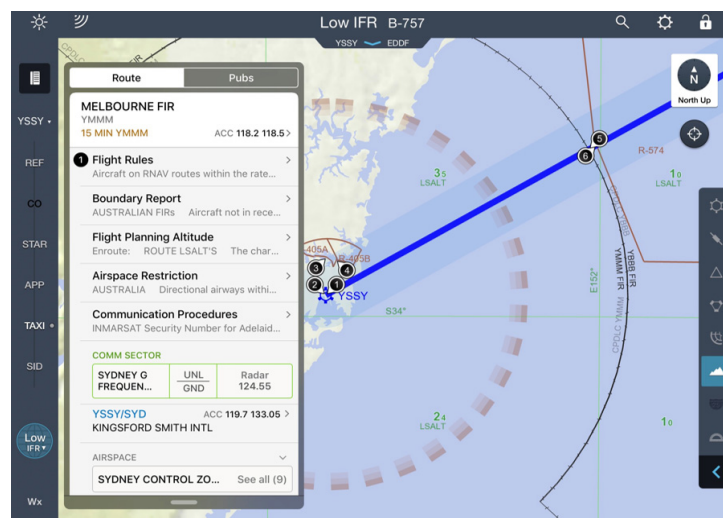 Low IFR B-757
YSSY EDDF
Route
Pubs
MELBOURNE FIR
YMMM
15 MIN YMMM
ACC 118.2 118.5 >
1 Flight Rules >
Aircraft on RNAV routes within the rate...
Boundary Report >
AUSTRALIAN FIRs Aircraft not in rece...
Flight Planning Altitude >
Enroute: ROUTE LSALT'S The char...
Airspace Restriction >
AUSTRALIA Directional airways withi...
Communication Procedures >
INMARSAT Security Number for Adelaid...
COMM SECTOR
SYDNEY G
FREQUEN...
UNL
GND
Radar
124.55
YSSY/SYD
ACC 119.7 133.05 >
KINGSFORD SMITH INTL
AIRSPACE
SYDNEY CONTROL ZO...
See all (9)
YSSY
REF
CO
STAR
APP
TAXI
SID
Low
IFR
Wx
N
North Up
5
6
R-574
35
LSALT
10
LSALT
R-405B
3
4
2
1
YSSY
S34°
E152°
YBBB FIR
YMMM FIR
CPDLC YMMM
24
LSALT
10